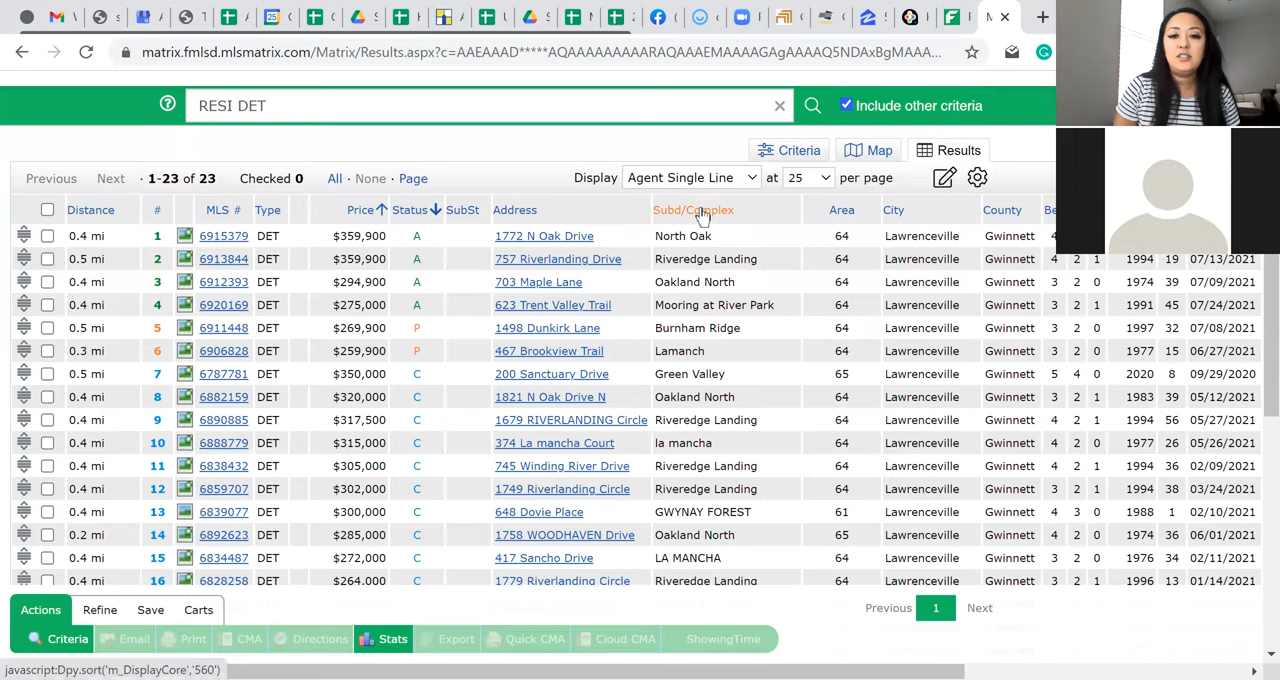 matrix.fmlsd.mlsmatrix.com/Matrix/Results.aspx?c=AAEAAAD*****AQAAAAAAAAARAQAAAEMAAAAGAgAAAAQ5NDAxBgMAAA...
RESI DET Include other criteria
Criteria Map Results
Previous Next · 1-23 of 23 Checked 0 All · None · Page Display Agent Single Line at 25 per page
Distance # MLS # Type Price Status SubSt Address Subd/Complex Area City County Be
0.4 mi 1 6915379 DET $359,900 A 1772 N Oak Drive North Oak 64 Lawrenceville Gwinnett 4
0.5 mi 2 6913844 DET $359,900 A 757 Riverlanding Drive Riveredge Landing 64 Lawrenceville Gwinnett 4 2 1 1994 19 07/13/2021
0.4 mi 3 6912393 DET $294,900 A 703 Maple Lane Oakland North 64 Lawrenceville Gwinnett 3 2 0 1974 39 07/09/2021
0.4 mi 4 6920169 DET $275,000 A 623 Trent Valley Trail Mooring at River Park 64 Lawrenceville Gwinnett 3 2 1 1991 45 07/24/2021
0.5 mi 5 6911448 DET $269,900 P 1498 Dunkirk Lane Burnham Ridge 64 Lawrenceville Gwinnett 3 2 0 1997 32 07/08/2021
0.3 mi 6 6906828 DET $259,900 P 467 Brookview Trail Lamanch 64 Lawrenceville Gwinnett 3 2 0 1977 15 06/27/2021
0.5 mi 7 6787781 DET $350,000 C 200 Sanctuary Drive Green Valley 65 Lawrenceville Gwinnett 5 4 0 2020 8 09/29/2020
0.4 mi 8 6882159 DET $320,000 C 1821 N Oak Drive N Oakland North 64 Lawrenceville Gwinnett 3 2 0 1983 39 05/12/2021
0.4 mi 9 6890885 DET $317,500 C 1679 RIVERLANDING Circle Riveredge Landing 64 Lawrenceville Gwinnett 4 2 1 1994 56 05/27/2021
0.4 mi 10 6888779 DET $315,000 C 374 La mancha Court la mancha 64 Lawrenceville Gwinnett 4 2 0 1977 26 05/26/2021
0.4 mi 11 6838432 DET $305,000 C 745 Winding River Drive Riveredge Landing 64 Lawrenceville Gwinnett 4 2 1 1994 36 02/09/2021
0.4 mi 12 6859707 DET $302,000 C 1749 Riverlanding Circle Riveredge Landing 64 Lawrenceville Gwinnett 3 2 1 1994 38 03/24/2021
0.4 mi 13 6839077 DET $300,000 C 648 Dovie Place GWYNAY FOREST 61 Lawrenceville Gwinnett 4 3 0 1988 1 02/10/2021
0.2 mi 14 6892623 DET $285,000 C 1758 WOODHAVEN Drive Oakland North 65 Lawrenceville Gwinnett 4 2 0 1974 36 06/01/2021
0.4 mi 15 6834487 DET $272,000 C 417 Sancho Drive LA MANCHA 64 Lawrenceville Gwinnett 3 2 0 1976 34 02/11/2021
0.4 mi 16 6828258 DET $264,000 C 1779 Riverlanding Circle Riveredge Landing 64 Lawrenceville Gwinnett 3 2 1 1996 13 01/14/2021
Actions Refine Save Carts Previous 1 Next
Criteria Email Print CMA Directions Stats Export Quick CMA Cloud CMA ShowingTime
javascript:Dpy.sort('m_DisplayCore','560')